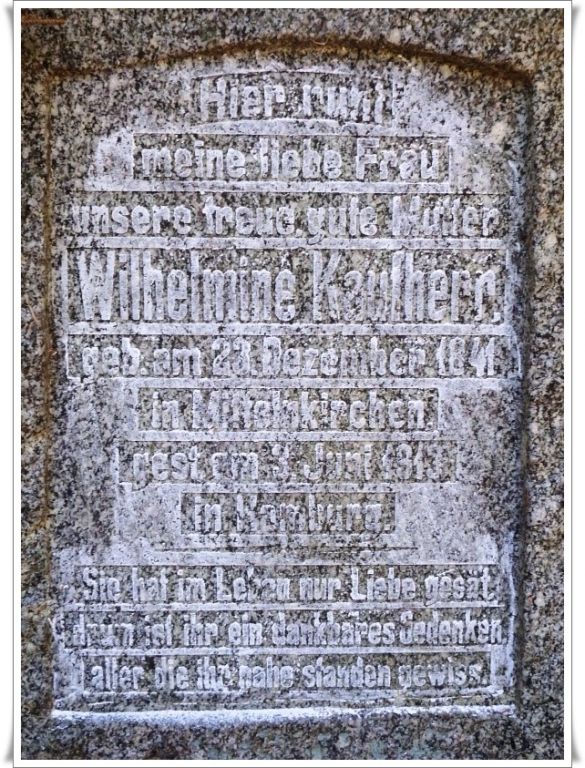 Hier ruht
meine liebe Frau
unsere treue gute Mutter
Wilhelmine Kaufherr.
geb. am 23. Dezember 1841
in Mittelnkirchen.
gest. am 3. Juni 1913
in Hamburg.
Sie hat im Leben nur Liebe gesät,
drum ist ihr ein dankbares Gedenken
aller die ihr nahe standen gewiss.